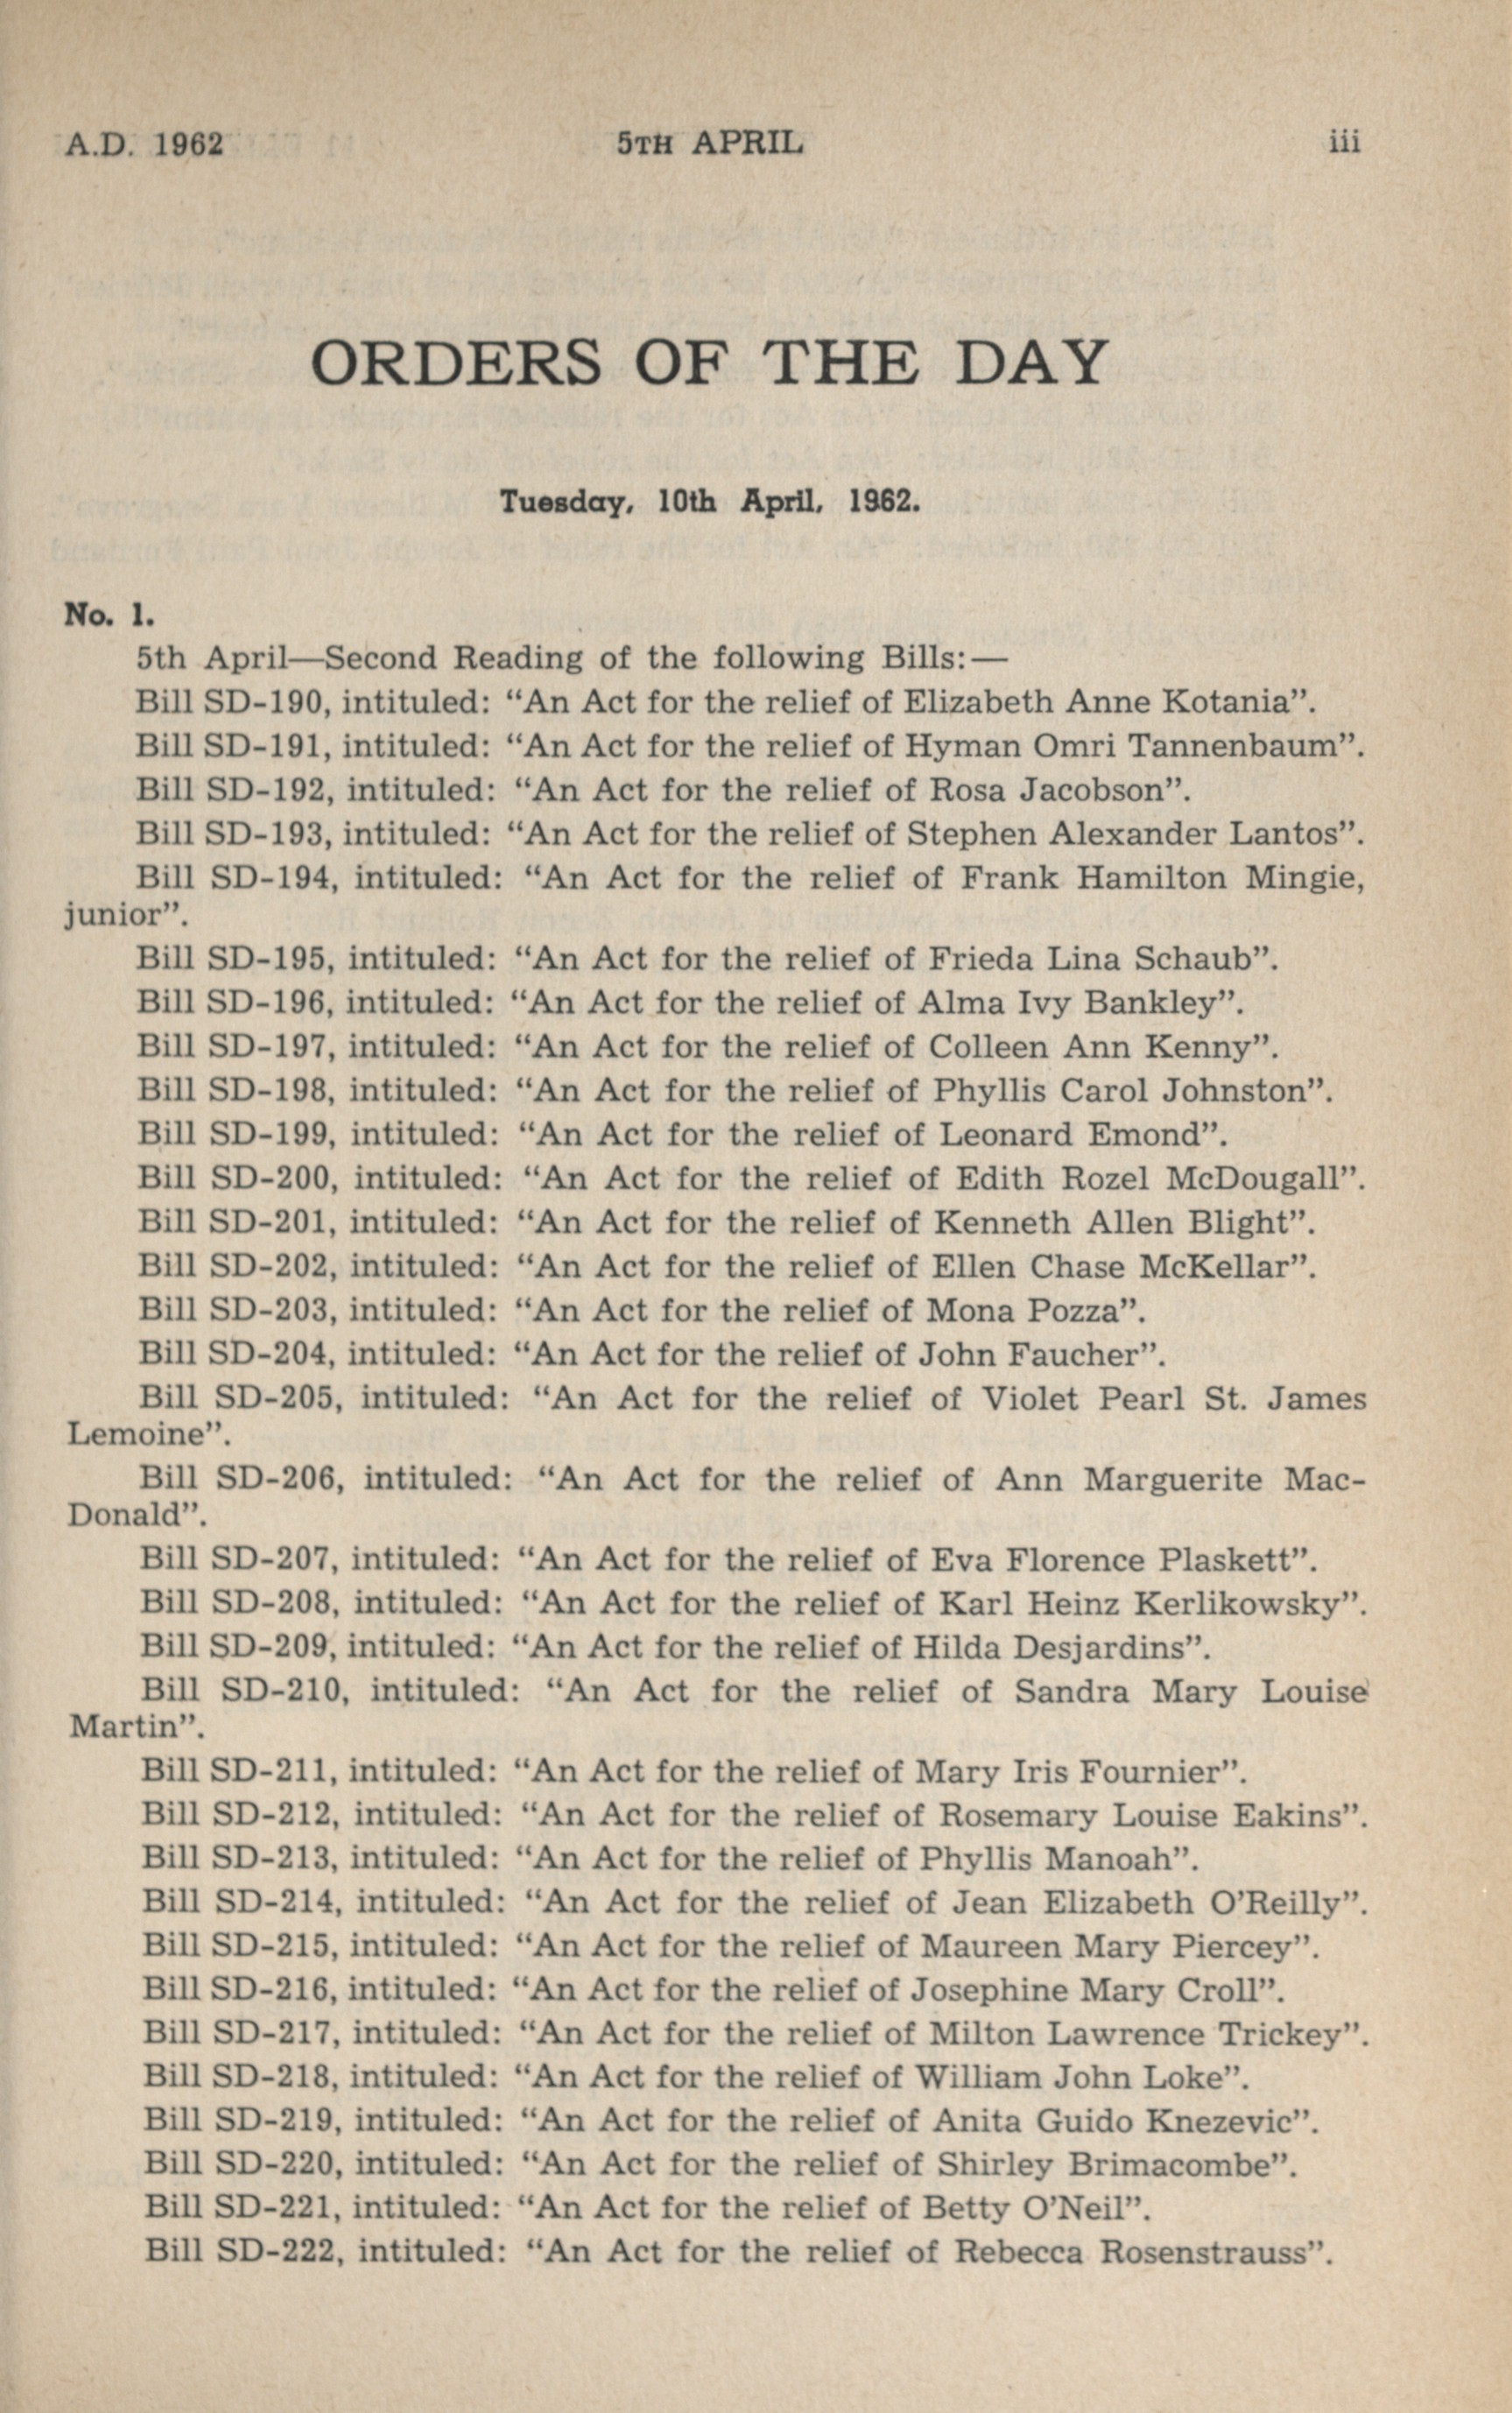 A.D. 1962 5TH APRIL iii
ORDERS OF THE DAY
Tuesday, 10th April, 1962.
No. 1.
5th April—Second Reading of the following Bills:—
Bill SD-190, intituled: “An Act for the relief of Elizabeth Anne Kotania”.
Bill SD-191, intituled: “An Act for the relief of Hyman Omri Tannenbaum”.
Bill SD-192, intituled: “An Act for the relief of Rosa Jacobson”.
Bill SD-193, intituled: “An Act for the relief of Stephen Alexander Lantos”.
Bill SD-194, intituled: “An Act for the relief of Frank Hamilton Mingie,
junior”.
Bill SD-195, intituled: “An Act for the relief of Frieda Lina Schaub”.
Bill SD-196, intituled: “An Act for the relief of Alma Ivy Bankley”.
Bill SD-197, intituled: “An Act for the relief of Colleen Ann Kenny”.
Bill SD-198, intituled: “An Act for the relief of Phyllis Carol Johnston”.
Bill SD-199, intituled: “An Act for the relief of Leonard Emond”.
Bill SD-200, intituled: “An Act for the relief of Edith Rozel McDougall”.
Bill SD-201, intituled: “An Act for the relief of Kenneth Allen Blight”.
Bill SD-202, intituled: “An Act for the relief of Ellen Chase McKellar”.
Bill SD-203, intituled: “An Act for the relief of Mona Pozza”.
Bill SD-204, intituled: “An Act for the relief of John Faucher”.
Bill SD-205, intituled: “An Act for the relief of Violet Pearl St. James
Lemoine”.
Bill SD-206, intituled: “An Act for the relief of Ann Marguerite Mac-
Donald”.
Bill SD-207, intituled: “An Act for the relief of Eva Florence Plaskett”.
Bill SD-208, intituled: “An Act for the relief of Karl Heinz Kerlikowsky”.
Bill SD-209, intituled: “An Act for the relief of Hilda Desjardins”.
Bill SD-210, intituled: “An Act for the relief of Sandra Mary Louise
Martin”.
Bill SD-211, intituled: “An Act for the relief of Mary Iris Fournier”.
Bill SD-212, intituled: “An Act for the relief of Rosemary Louise Eakins”.
Bill SD-213, intituled: “An Act for the relief of Phyllis Manoah”.
Bill SD-214, intituled: “An Act for the relief of Jean Elizabeth O’Reilly”.
Bill SD-215, intituled: “An Act for the relief of Maureen Mary Piercey”.
Bill SD-216, intituled: “An Act for the relief of Josephine Mary Croll”.
Bill SD-217, intituled: “An Act for the relief of Milton Lawrence Trickey”.
Bill SD-218, intituled: “An Act for the relief of William John Loke”.
Bill SD-219, intituled: “An Act for the relief of Anita Guido Knezevic”.
Bill SD-220, intituled: “An Act for the relief of Shirley Brimacombe”.
Bill SD-221, intituled: “An Act for the relief of Betty O’Neil”.
Bill SD-222, intituled: “An Act for the relief of Rebecca Rosenstrauss”.